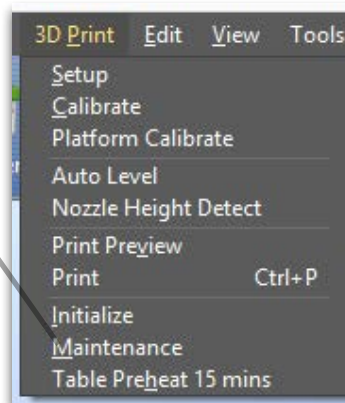 3D Print Edit View Tools
Setup
Calibrate
Platform Calibrate
Auto Level
Nozzle Height Detect
Print Preview
Print Ctrl+P
Initialize
Maintenance
Table Preheat 15 mins